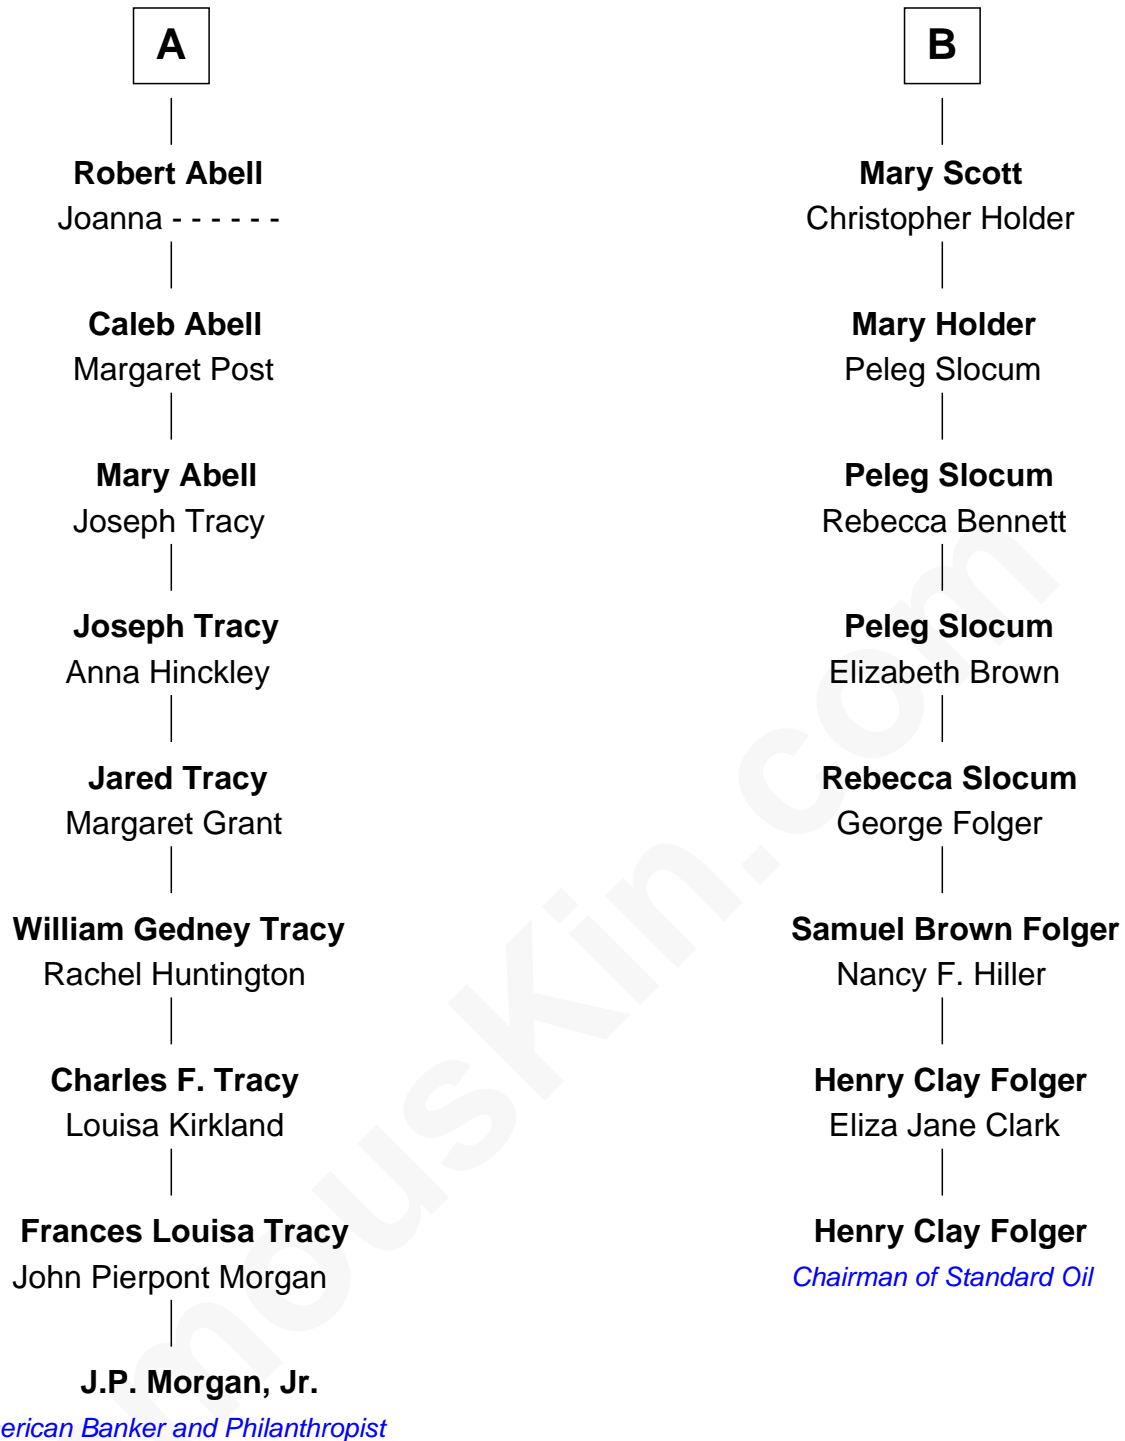 A
Robert Abell
Joanna - - - - - -
Caleb Abell
Margaret Post
Mary Abell
Joseph Tracy
Joseph Tracy
Anna Hinckley
Jared Tracy
Margaret Grant
William Gedney Tracy
Rachel Huntington
Charles F. Tracy
Louisa Kirkland
Frances Louisa Tracy
John Pierpont Morgan
J.P. Morgan, Jr.
Banker and Philanthropist
B
Mary Scott
Christopher Holder
Mary Holder
Peleg Slocum
Peleg Slocum
Rebecca Bennett
Peleg Slocum
Elizabeth Brown
Rebecca Slocum
George Folger
Samuel Brown Folger
Nancy F. Hiller
Henry Clay Folger
Eliza Jane Clark
Henry Clay Folger
Chairman of Standard Oil
mousKin.com